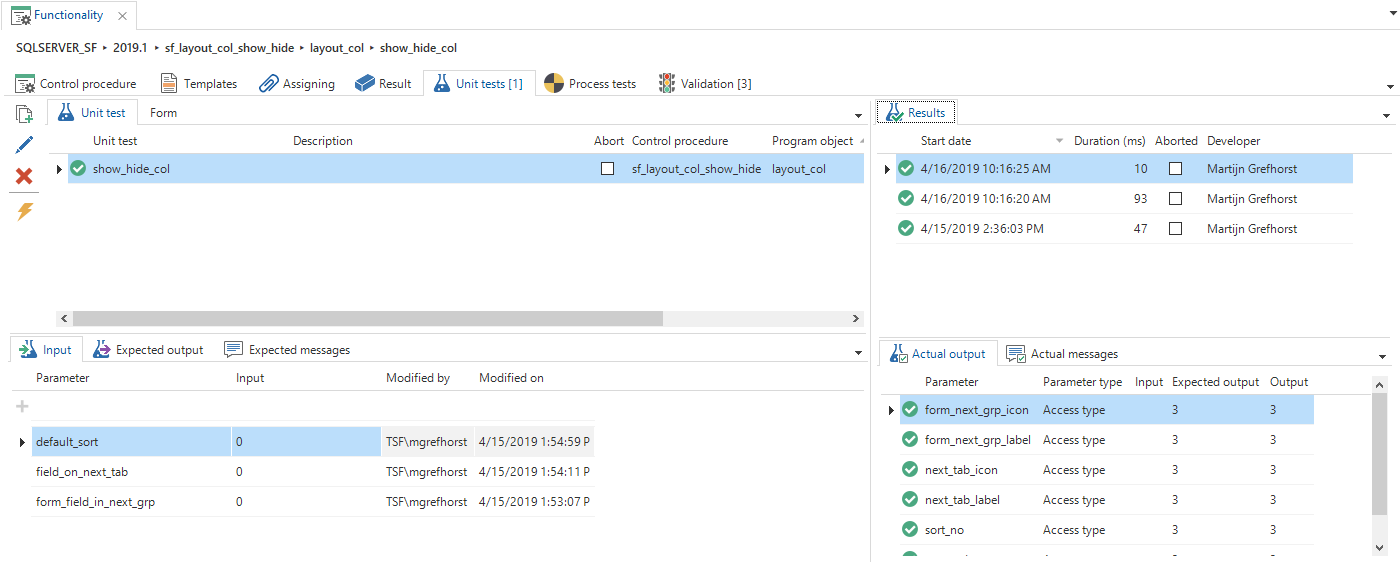 Functionality
SQLSERVER_SF ▸ 2019.1 ▸ sf_layout_col_show_hide ▸ layout_col ▸ show_hide_col
Control procedure Templates Assigning Result Unit tests [1] Process tests Validation [3]
Unit test Form
Unit test Description Abort Control procedure Program object
show_hide_col sf_layout_col_show_hide layout_col
Results
Start date Duration (ms) Aborted Developer
4/16/2019 10:16:25 AM 10 Martijn Grefhorst
4/16/2019 10:16:20 AM 93 Martijn Grefhorst
4/15/2019 2:36:03 PM 47 Martijn Grefhorst
Input Expected output Expected messages
Parameter Input Modified by Modified on
default_sort 0 TSF\mgrefhorst 4/15/2019 1:54:59 P
field_on_next_tab 0 TSF\mgrefhorst 4/15/2019 1:54:11 P
form_field_in_next_grp 0 TSF\mgrefhorst 4/15/2019 1:53:07 P
Actual output Actual messages
Parameter Parameter type Input Expected output Output
form_next_grp_icon Access type 3 3
form_next_grp_label Access type 3 3
next_tab_icon Access type 3 3
next_tab_label Access type 3 3
sort_no Access type 3 3